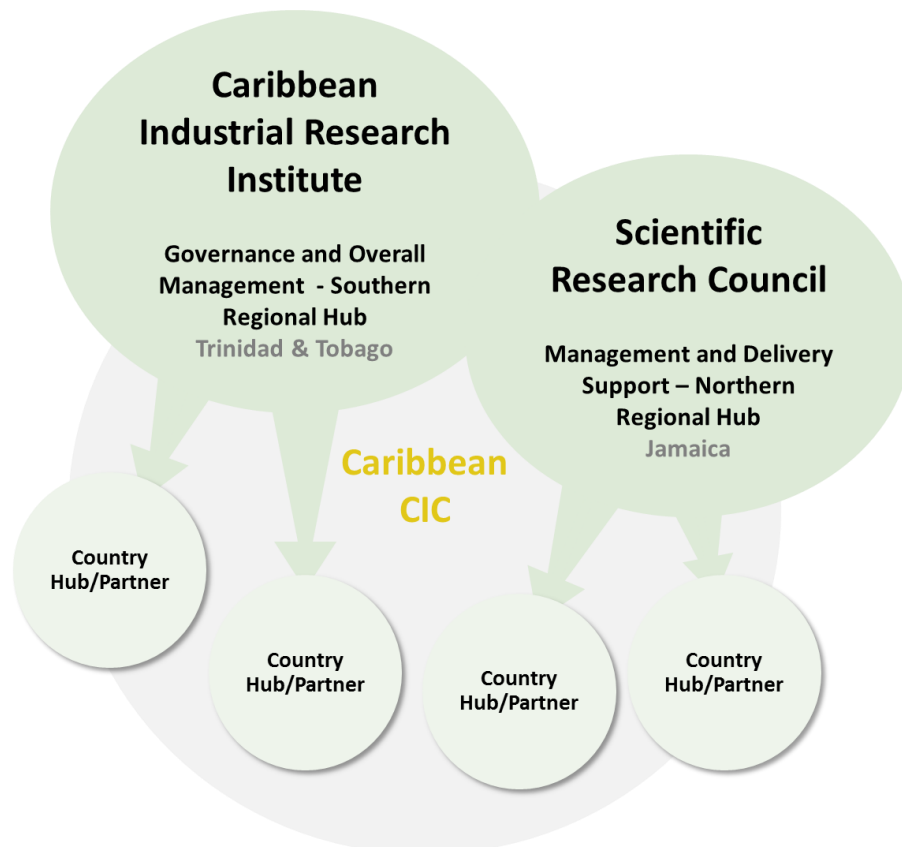 Caribbean
Industrial Research
Institute
Governance and Overall
Management - Southern
Regional Hub
Trinidad & Tobago
Scientific
Research Council
Management and Delivery
Support – Northern
Regional Hub
Jamaica
Caribbean
CIC
Country
Hub/Partner
Country
Hub/Partner
Country
Hub/Partner
Country
Hub/Partner